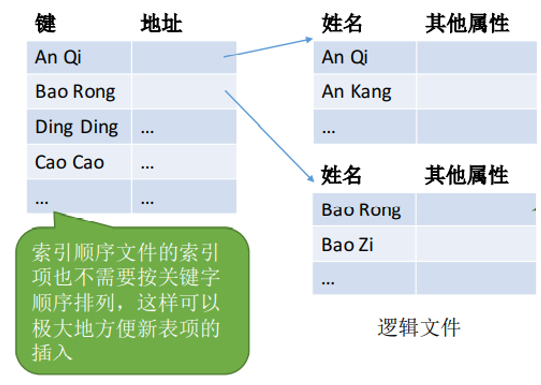 键 地址
An Qi
Bao Rong
Ding Ding ...
Cao Cao ...
... ...
索引顺序文件的索引
项也不需要按关键字
顺序排列，这样可以
极大地方便新表项的
插入
姓名 其他属性
An Qi
An Kang
...
姓名 其他属性
Bao Rong
Bao Zi
...
逻辑文件